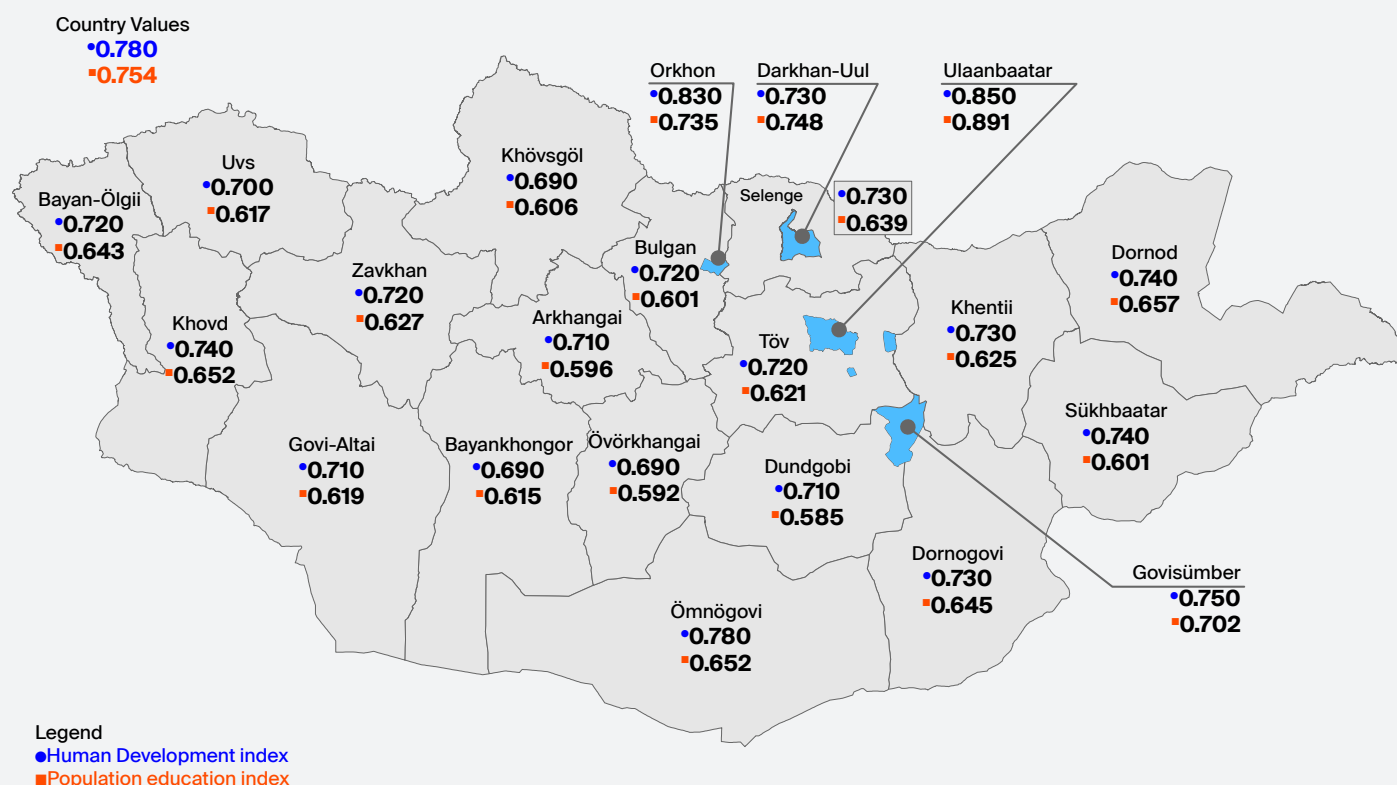 Country Values
0.780
0.754
Orkhon
0.830
0.735
Darkhan-Uul
0.730
0.748
Ulaanbaatar
0.850
0.891
Uvs
0.700
0.617
Khövsgöl
0.690
0.606
Bayan-Ölgii
0.720
0.643
Selenge
0.730
0.639
Bulgan
0.720
0.601
Dornod
0.740
0.657
Zavkhan
0.720
0.627
Khentii
0.730
0.625
Khovd
0.740
0.652
Arkhangai
0.710
0.596
Töv
0.720
0.621
Sükhbaatar
0.740
0.601
Govi-Altai
0.710
0.619
Bayankhongor
0.690
0.615
Övörkhangai
0.690
0.592
Dundgobi
0.710
0.585
Dornogovi
0.730
0.645
Govisümber
0.750
0.702
Ömnögovi
0.780
0.652
Legend
Human Development index
Population education index